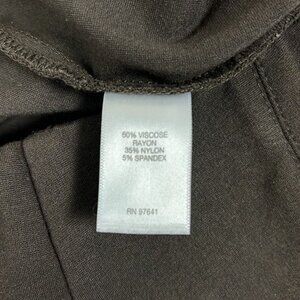 60% VISCOSE
RAYON
35% NYLON
5% SPANDEX
RN 97641